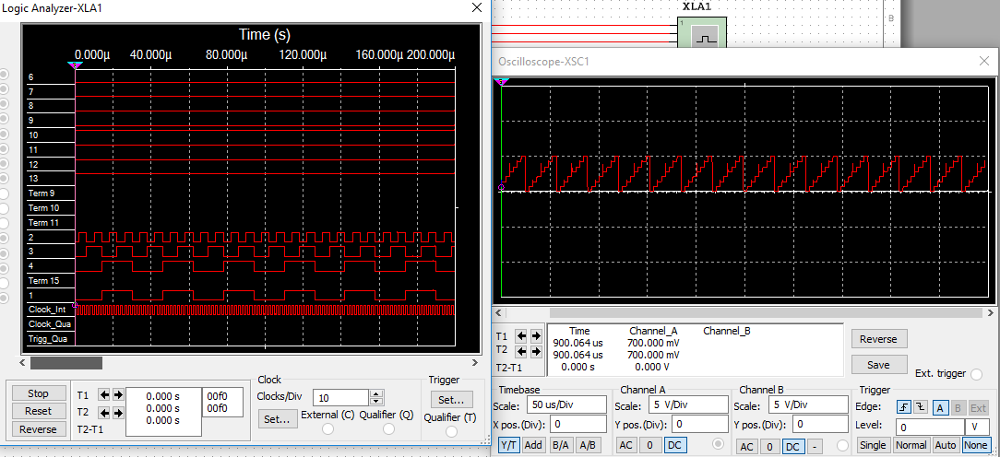 Logic Analyzer-XLA1
Time (s)
0.000µ 40.000µ 80.000µ 120.000µ 160.000µ 200.000µ
6
7
8
9
10
11
12
13
Term 9
Term 10
Term 11
2
3
4
Term 15
1
Clock_Int
Clock_Qua
Trigg_Qua
Stop
Reset
Reverse
T1
T2
T2-T1
0.000 s
0.000 s
0.000 s
00f0
00f0
Clock
Clocks/Div 10
Set...
External (C) Qualifier (Q)
Trigger
Set...
Qualifier (T)
XLA1
1
B
Oscilloscope-XSC1
T1
T2
T2-T1
Time Channel_A Channel_B
900.064 us 700.000 mV
900.064 us 700.000 mV
0.000 s 0.000 V
Reverse
Save
Ext. trigger
Timebase
Scale: 50 us/Div
X pos.(Div): 0
Y/T Add B/A A/B
Channel A
Scale: 5 V/Div
Y pos.(Div): 0
AC 0 DC
Channel B
Scale: 5 V/Div
Y pos.(Div): 0
AC 0 DC -
Trigger
Edge: A B Ext
Level: 0 V
Single Normal Auto None